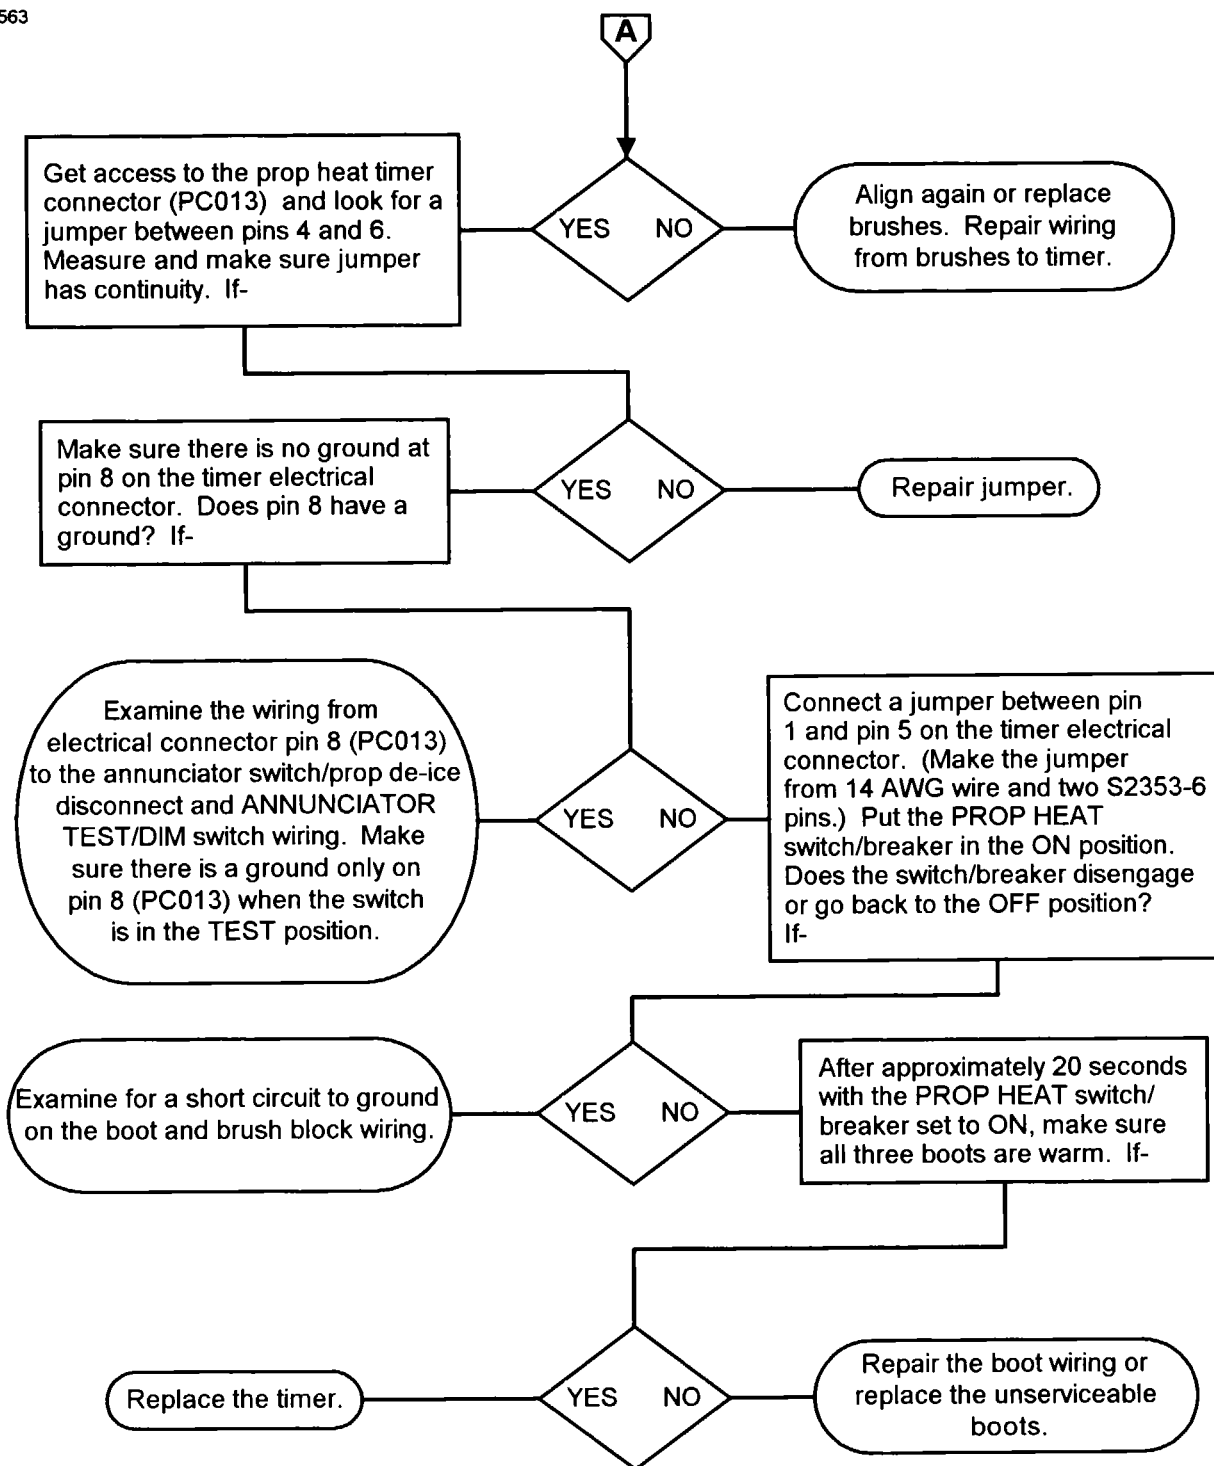 563
A
Get access to the prop heat timer
connector (PC013) and look for a
jumper between pins 4 and 6.
Measure and make sure jumper
has continuity. If-
YES
NO
Align again or replace
brushes. Repair wiring
from brushes to timer.
Make sure there is no ground at
pin 8 on the timer electrical
connector. Does pin 8 have a
ground? If-
YES
NO
Repair jumper.
Examine the wiring from
electrical connector pin 8 (PC013)
to the annunciator switch/prop de-ice
disconnect and ANNUNCIATOR
TEST/DIM switch wiring. Make
sure there is a ground only on
pin 8 (PC013) when the switch
is in the TEST position.
YES
NO
Connect a jumper between pin
1 and pin 5 on the timer electrical
connector. (Make the jumper
from 14 AWG wire and two S2353-6
pins.) Put the PROP HEAT
switch/breaker in the ON position.
Does the switch/breaker disengage
or go back to the OFF position?
If-
Examine for a short circuit to ground
on the boot and brush block wiring.
YES
NO
After approximately 20 seconds
with the PROP HEAT switch/
breaker set to ON, make sure
all three boots are warm. If-
Replace the timer.
YES
NO
Repair the boot wiring or
replace the unserviceable
boots.